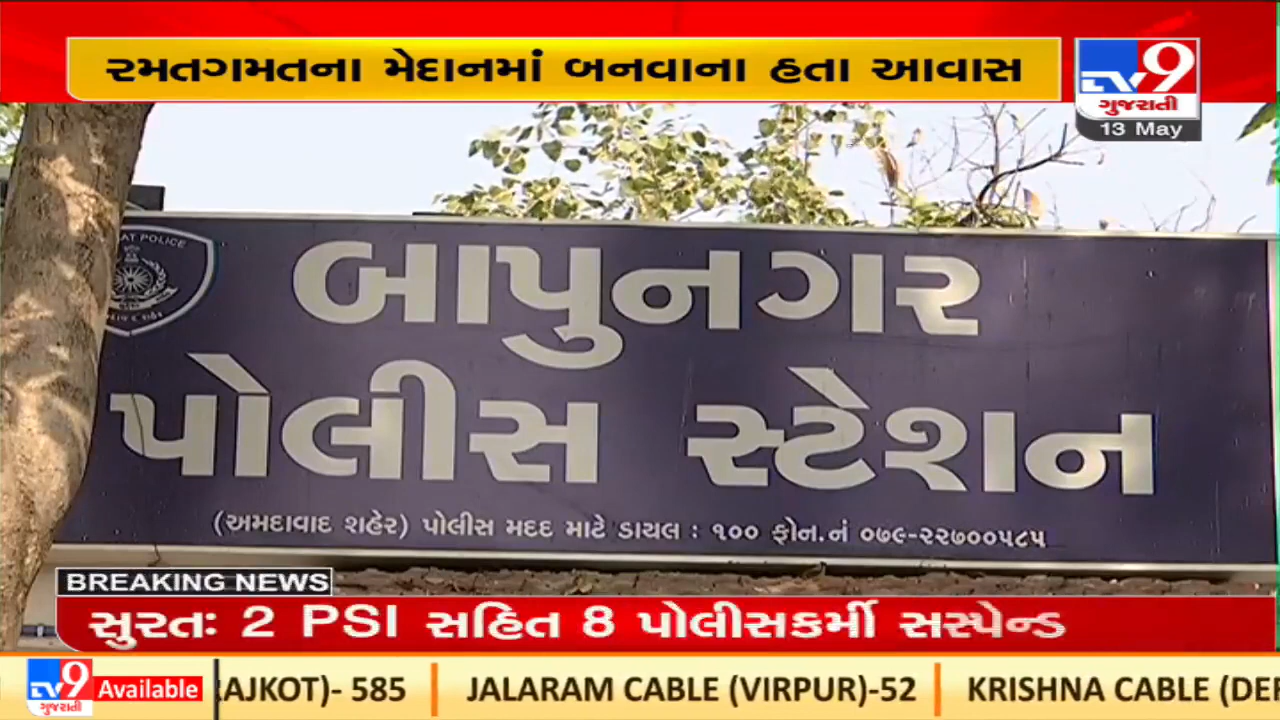 રમતગમતના મેદાનમાં બનવાના હતા આવાસ
TV9
ગુજરાતી
13 May
AT POLICE
બાપુનગર
પોલીસ સ્ટેશન
(અમદાવાદ શહેર) પોલીસ મદદ માટે ડાયલ : ૧૦૦ ફોન.નં ૦૭૯-૨૨૭૦૦૫૮૫
BREAKING NEWS
સુરતઃ 2 PSI સહિત 8 પોલીસકર્મી સસ્પેન્ડ
TV9 ગુજરાતી Available RAJKOT)- 585 JALARAM CABLE (VIRPUR)-52 KRISHNA CABLE (DE